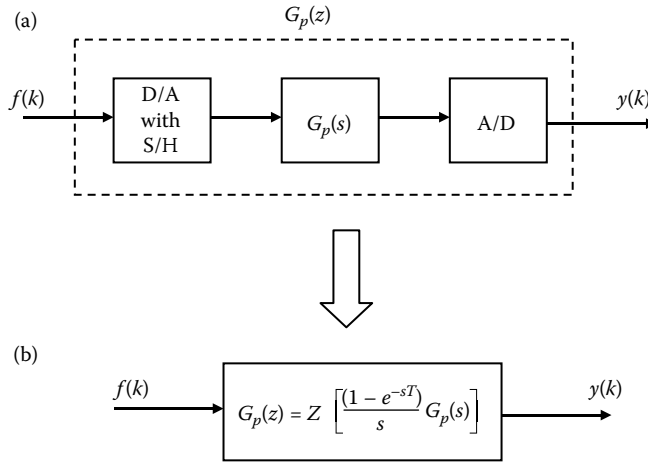 (a)
G_p(z)
f(k)
D/A
with
S/H
G_p(s)
A/D
y(k)
(b)
f(k)
G_p(z) = Z [(1 − e^{−sT})/s G_p(s)]
y(k)